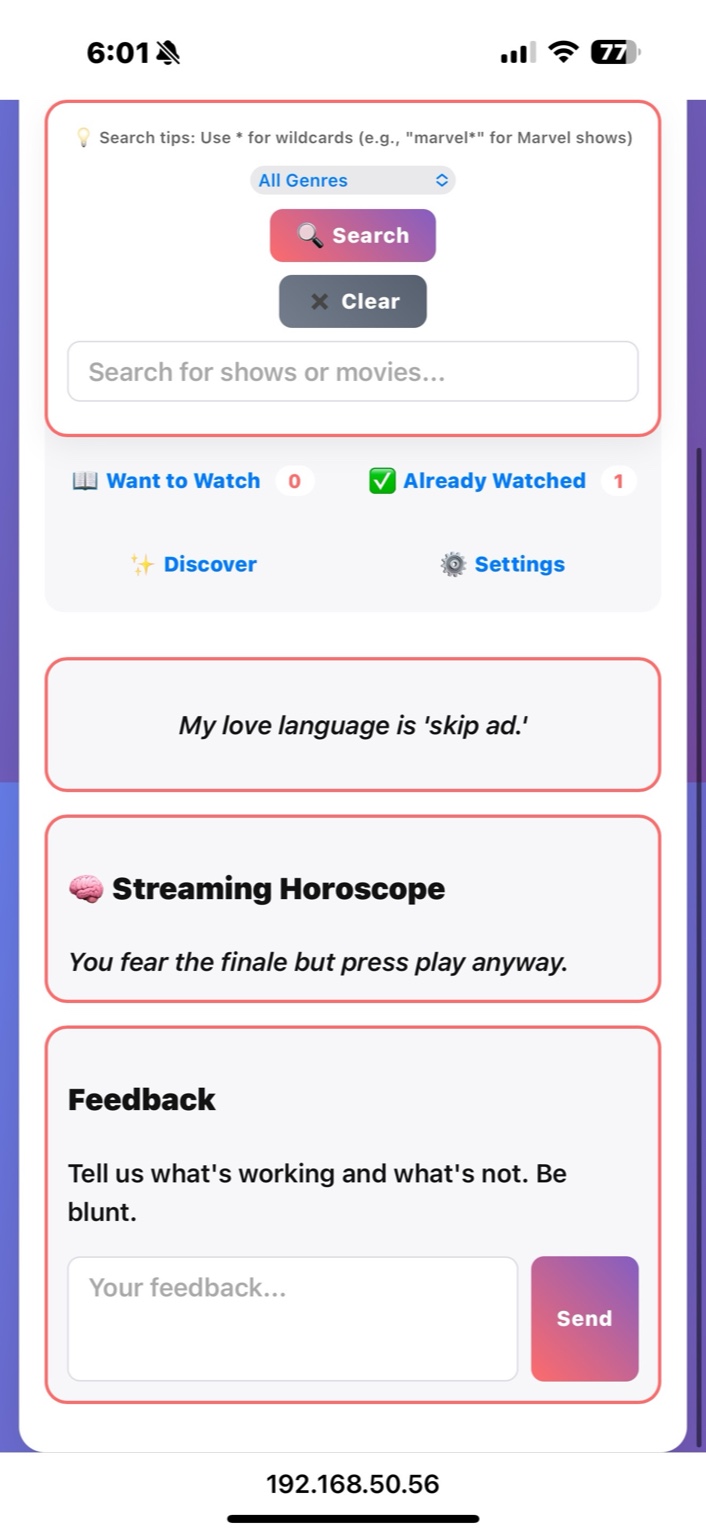 6:01
77
💡 Search tips: Use * for wildcards (e.g., "marvel*" for Marvel shows)
All Genres
🔍 Search
✖ Clear
Search for shows or movies...
📖 Want to Watch 0 ✅ Already Watched 1
✨ Discover ⚙️ Settings
My love language is 'skip ad.'
🧠 Streaming Horoscope
You fear the finale but press play anyway.
Feedback
Tell us what's working and what's not. Be
blunt.
Your feedback...
Send
192.168.50.56